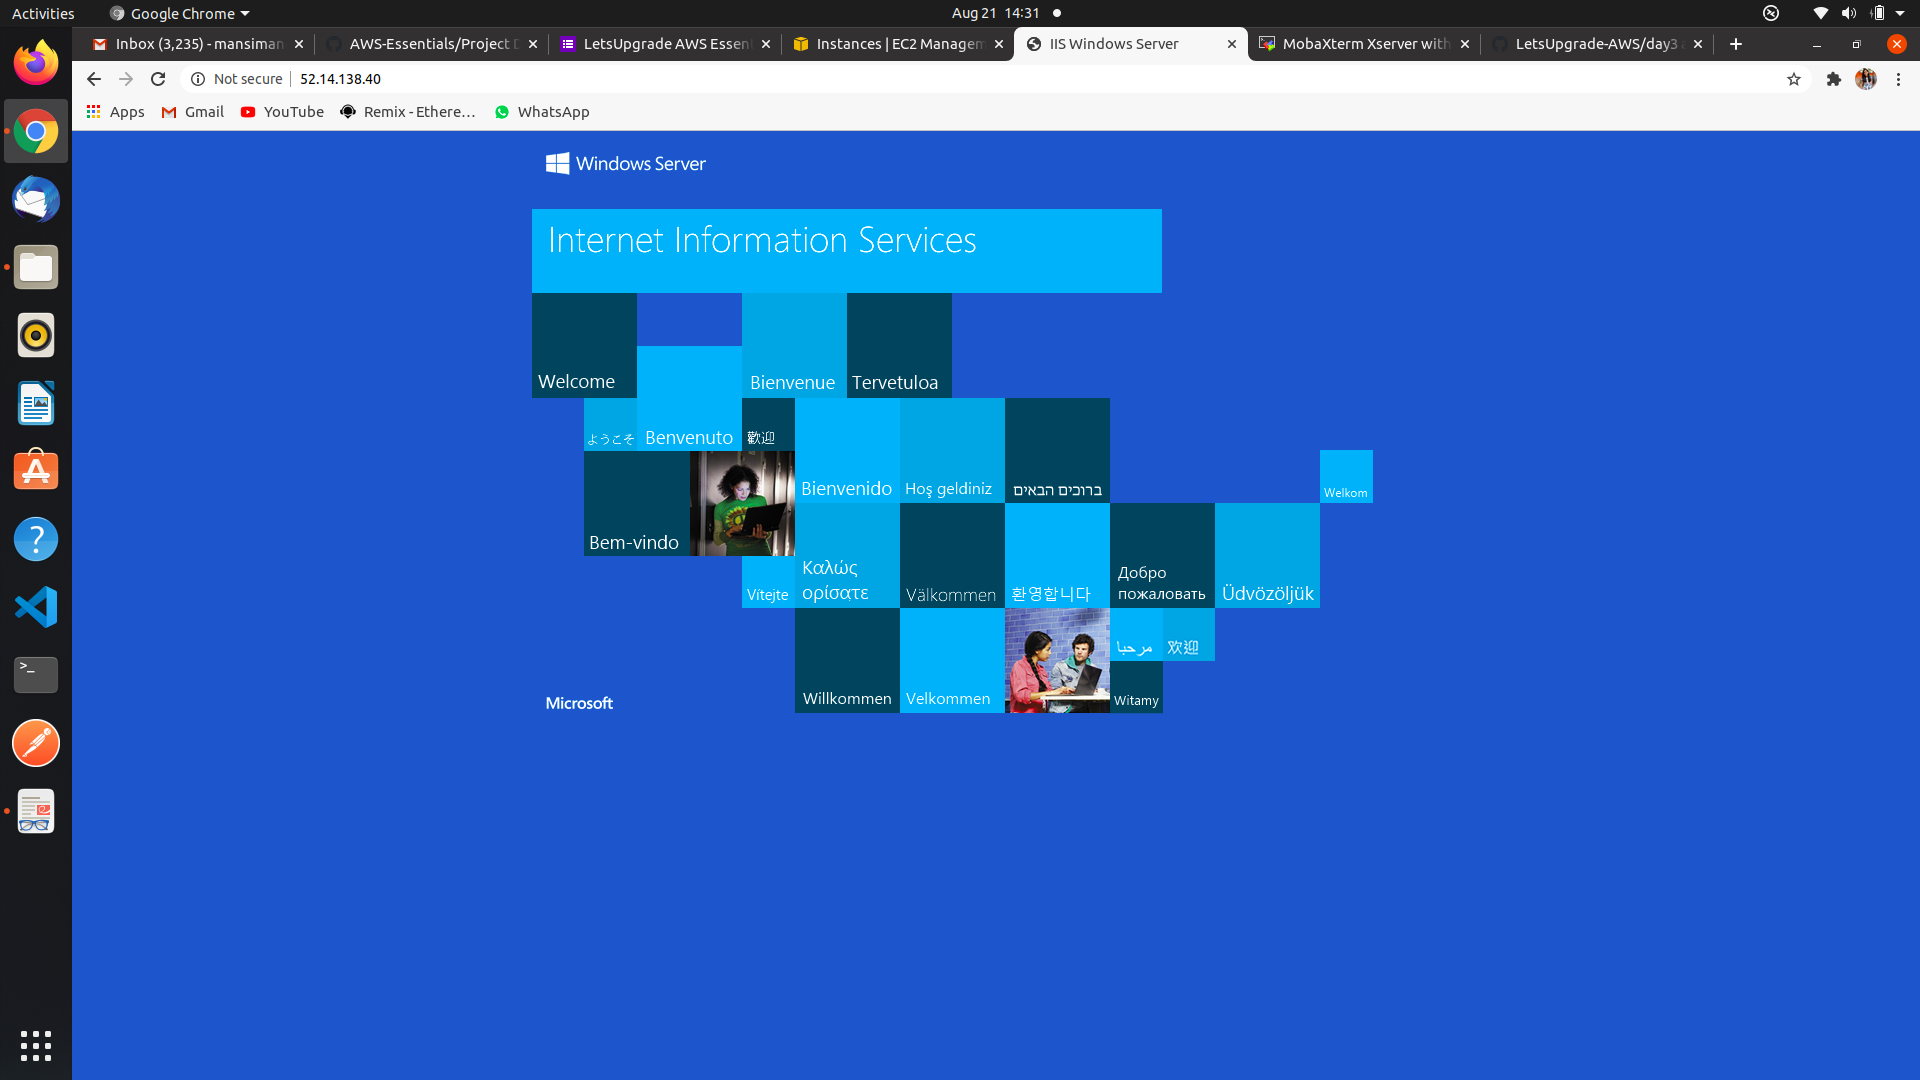 Activities
Google Chrome
Aug 21 14:31
Inbox (3,235) - mansiman
AWS-Essentials/Project D
LetsUpgrade AWS Essen
Instances | EC2 Managem
IIS Windows Server
MobaXterm Xserver with
LetsUpgrade-AWS/day3 a
Not secure
52.14.138.40
Apps
Gmail
YouTube
Remix - Ethere…
WhatsApp
Windows Server
Internet Information Services
Welcome
Bienvenue
Tervetuloa
ようこそ
Benvenuto
歡迎
Bienvenido
Hoş geldiniz
ברוכים הבאים
Welkom
Bem-vindo
Vítejte
Καλώς
ορίσατε
Välkommen
환영합니다
Добро
пожаловать
Üdvözöljük
مرحبا
欢迎
Willkommen
Velkommen
Witamy
Microsoft